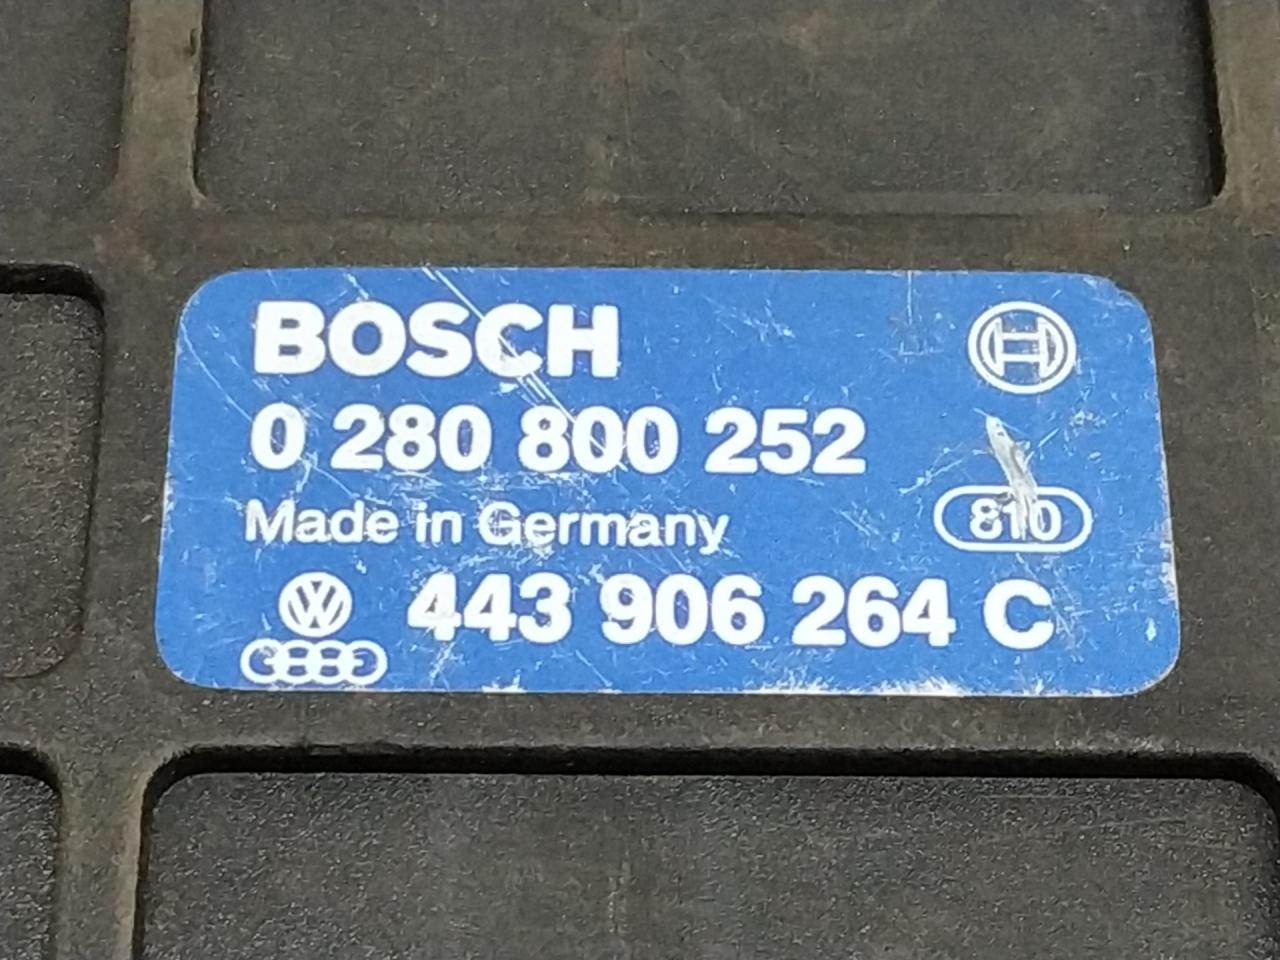 BOSCH
0 280 800 252
Made in Germany
810
443 906 264 C